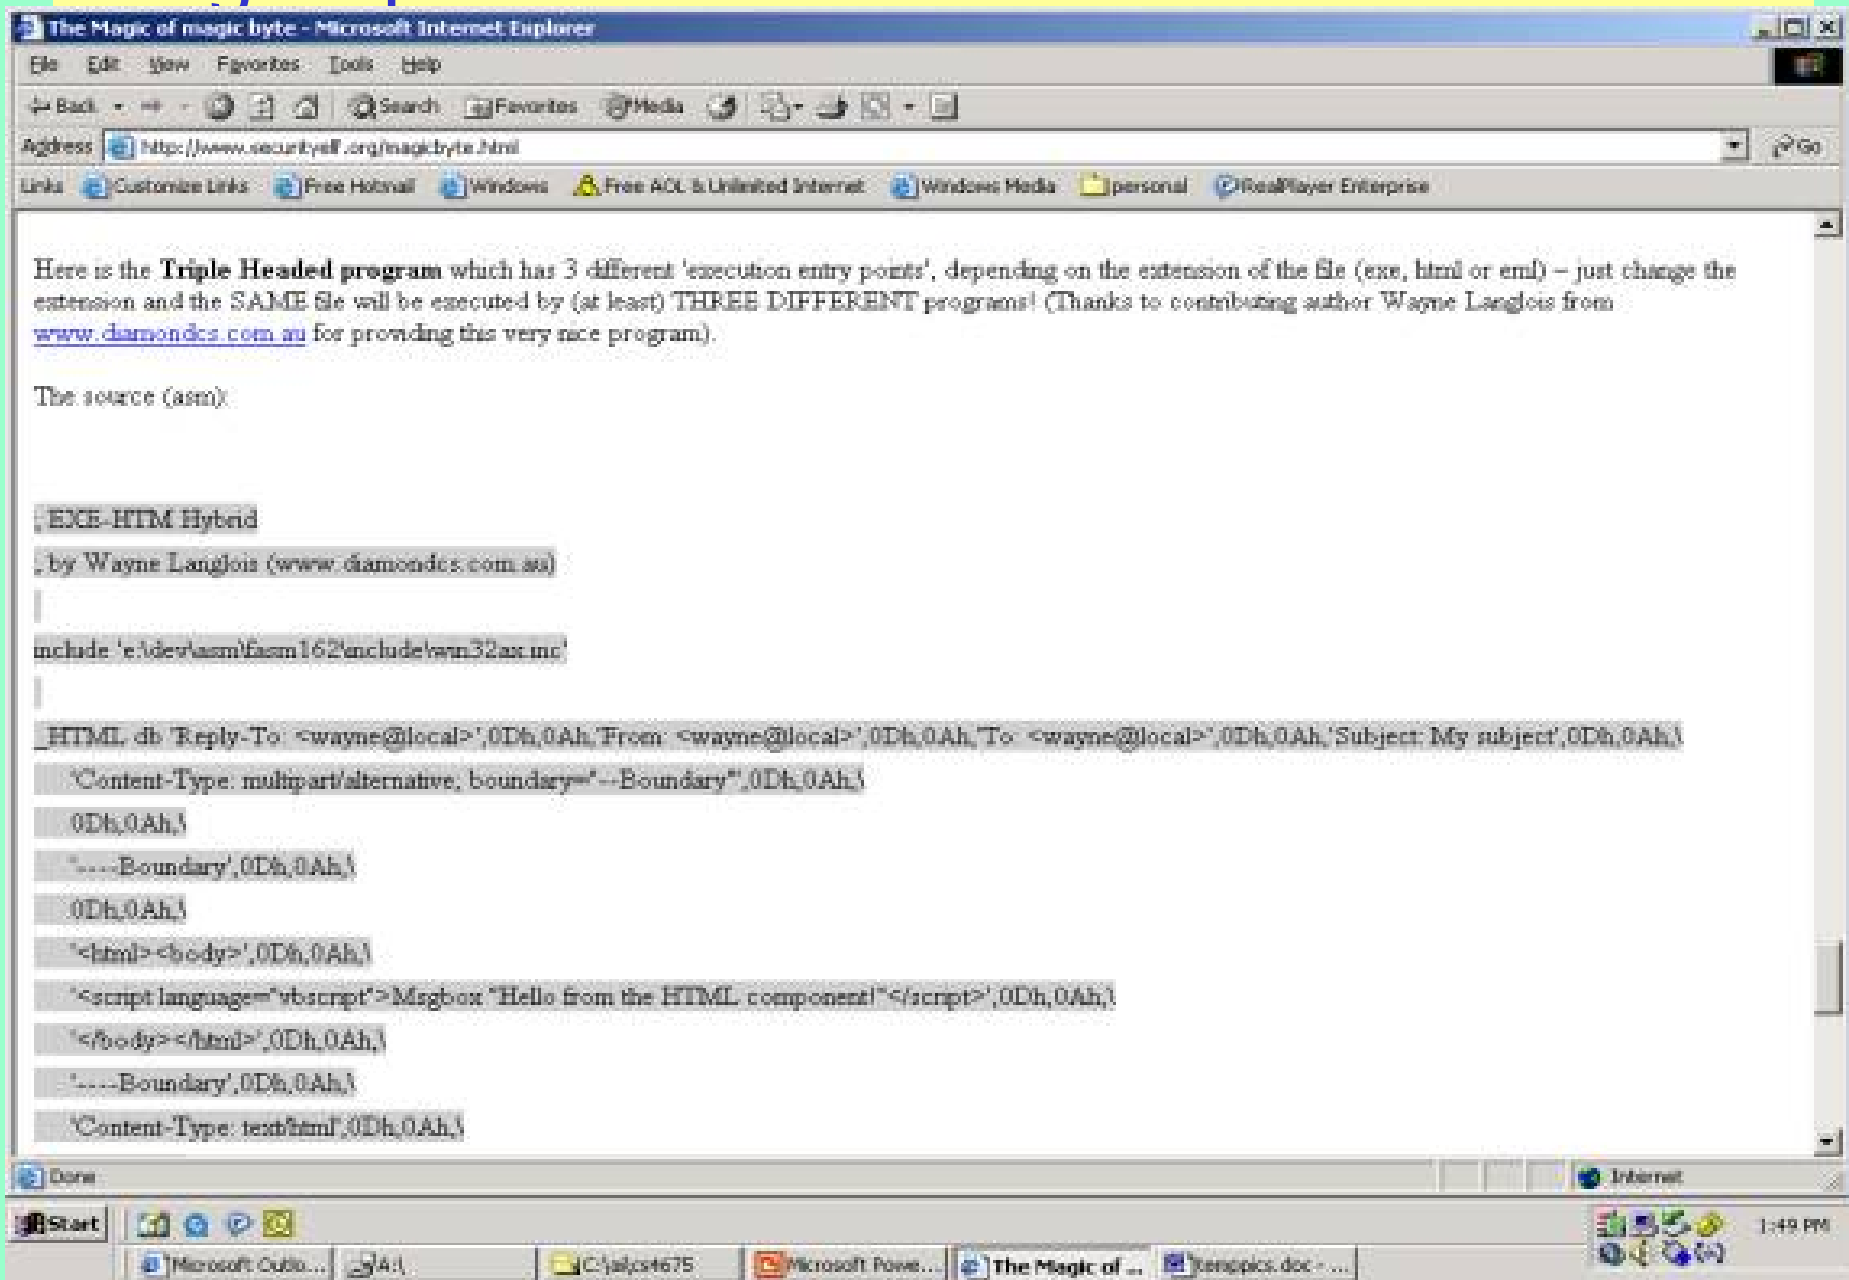 The Magic of magic byte - Microsoft Internet Explorer
File Edit View Favorites Tools Help
Back Search Favorites Media
Address http://www.securityelf.org/magicbyte.html Go
Links Customize Links Free Hotmail Windows Free AOL & Unlimited Internet Windows Media personal RealPlayer Enterprise
Here is the Triple Headed program which has 3 different 'execution entry points', depending on the extension of the file (exe, html or eml) – just change the
extension and the SAME file will be executed by (at least) THREE DIFFERENT programs! (Thanks to contributing author Wayne Langlois from
www.diamondcs.com.au for providing this very nice program).
The source (asm):
; EXE-HTM Hybrid
; by Wayne Langlois (www.diamondcs.com.au)
include 'e:\dev\asm\fasm162\include\win32ax.inc'
_HTML db 'Reply-To: <wayne@local>',0Dh,0Ah,'From: <wayne@local>',0Dh,0Ah,'To: <wayne@local>',0Dh,0Ah,'Subject: My subject',0Dh,0Ah,\
'Content-Type: multipart/alternative; boundary="--Boundary"',0Dh,0Ah,\
0Dh,0Ah,\
'----Boundary',0Dh,0Ah,\
0Dh,0Ah,\
'<html><body>',0Dh,0Ah,\
'<script language="vbscript">Msgbox "Hello from the HTML component!"</script>',0Dh,0Ah,\
'</body></html>',0Dh,0Ah,\
'----Boundary',0Dh,0Ah,\
'Content-Type: text/html',0Dh,0Ah,\
Done Internet
Start 1:49 PM
Microsoft Outlo... A:\ C:\ail\cs4675 Microsoft Powe... The Magic of ... temppics.doc - ...